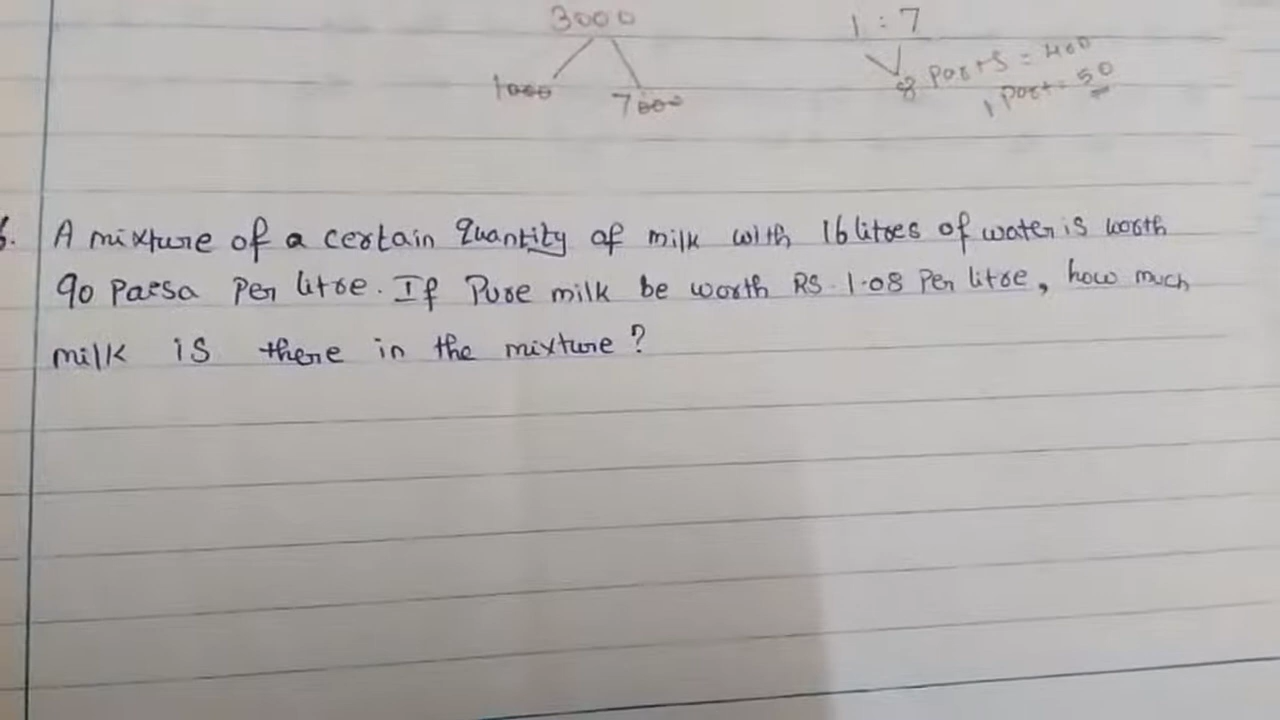 3000
1000 7000
1 : 7
8 parts = 400
1 part = 50
6. A mixture of a certain quantity of milk with 16 litres of water is worth
90 paisa per litre. If Pure milk be worth RS. 1.08 Per litre, how much
milk is there in the mixture?